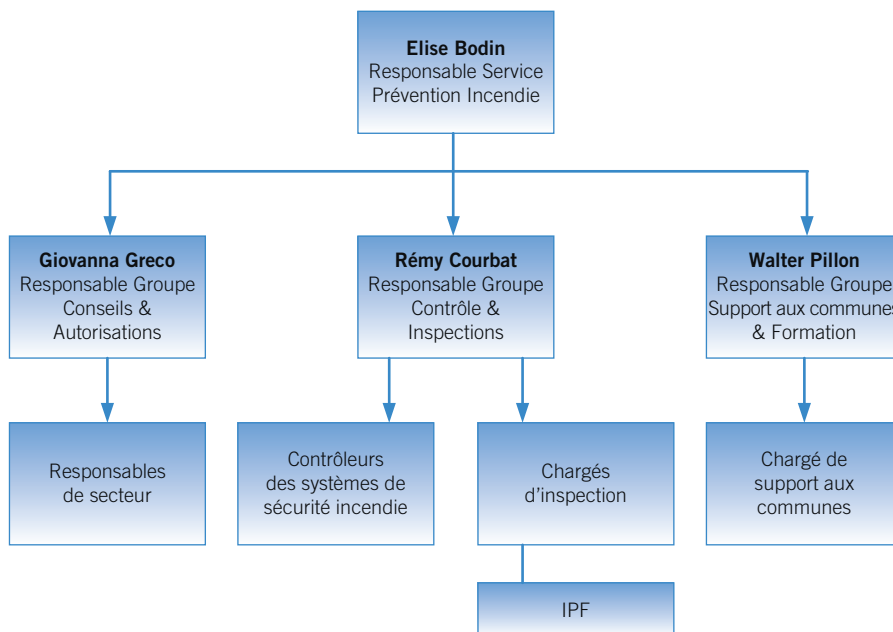 Elise Bodin
Responsable Service
Prévention Incendie
Giovanna Greco
Responsable Groupe
Conseils &
Autorisations
Rémy Courbat
Responsable Groupe
Contrôle &
Inspections
Walter Pillon
Responsable Groupe
Support aux communes
& Formation
Responsables
de secteur
Contrôleurs
des systèmes de
sécurité incendie
Chargés
d'inspection
Chargé de
support aux
communes
IPF